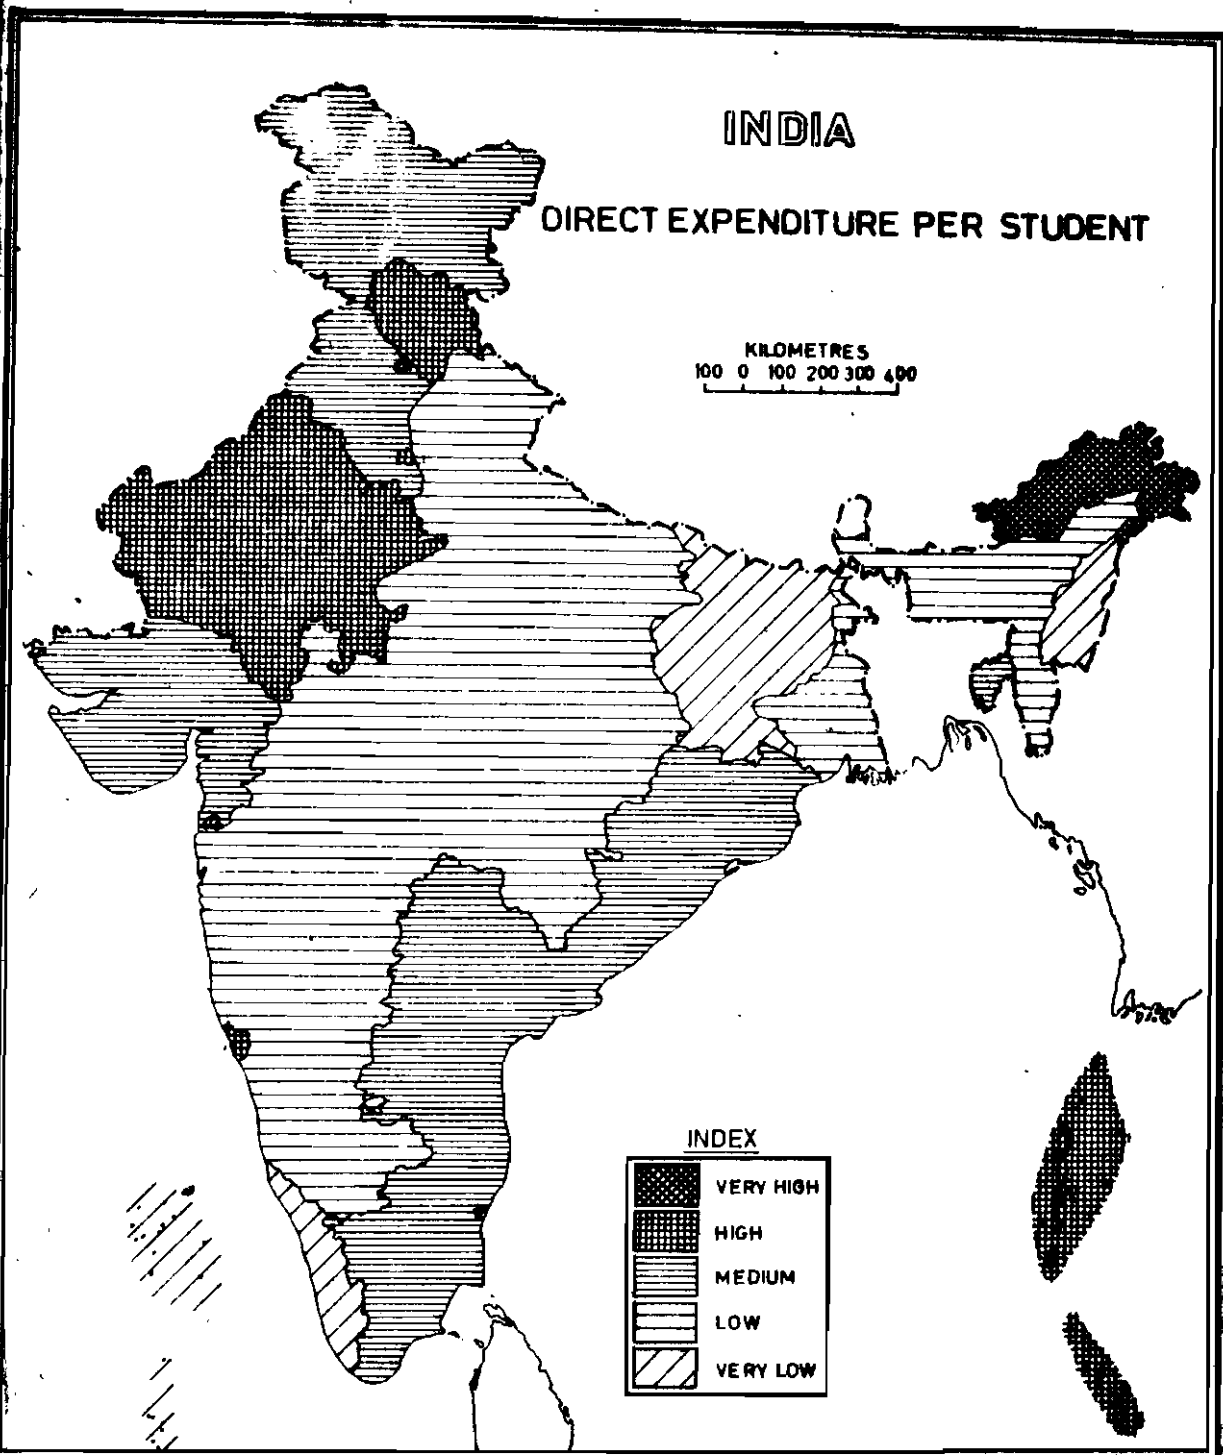 INDIA
DIRECT EXPENDITURE PER STUDENT
KILOMETRES
100 0 100 200 300 400
INDEX
VERY HIGH
HIGH
MEDIUM
LOW
VERY LOW